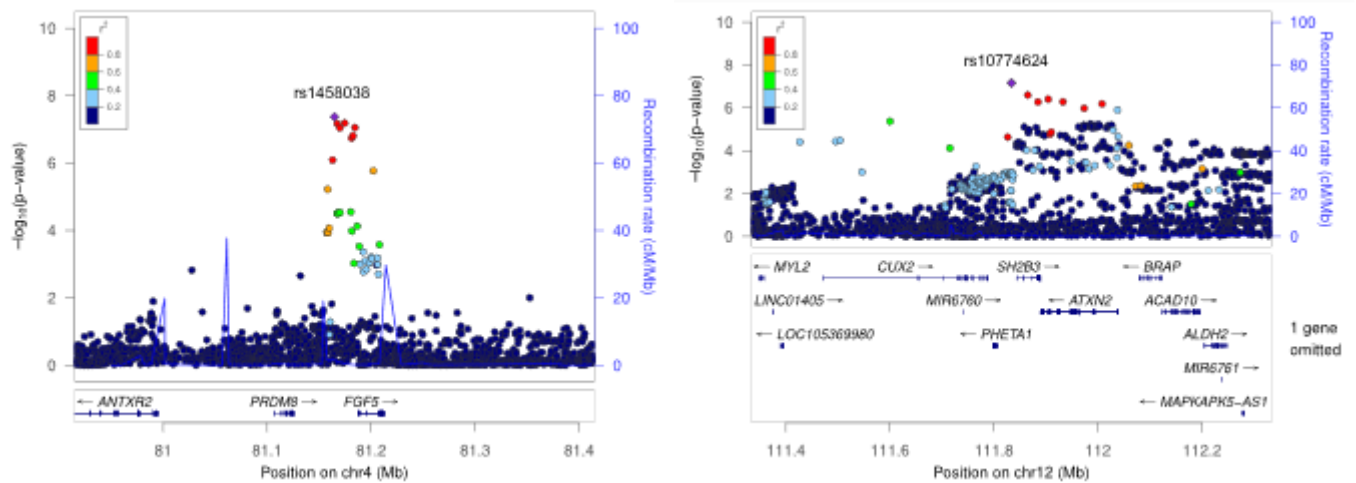 r²
0.8
0.6
0.4
0.2
rs1458038
10
8
6
4
2
0
−log₁₀(p−value)
100
80
60
40
20
0
Recombination rate (cM/Mb)
← ANTXR2
PRDM8 →
FGF5 →
81
81.1
81.2
81.3
81.4
Position on chr4 (Mb)
r²
0.8
0.6
0.4
0.2
rs10774624
10
8
6
4
2
0
−log₁₀(p−value)
100
80
60
40
20
0
Recombination rate (cM/Mb)
← MYL2
CUX2 →
SH2B3 →
← BRAP
LINC01405 →
MIR6760 →
← ATXN2
ACAD10 →
← LOC105369980
← PHETA1
ALDH2 →
MIR6761 →
← MAPKAPK5−AS1
1 gene
omitted
111.4
111.6
111.8
112
112.2
Position on chr12 (Mb)